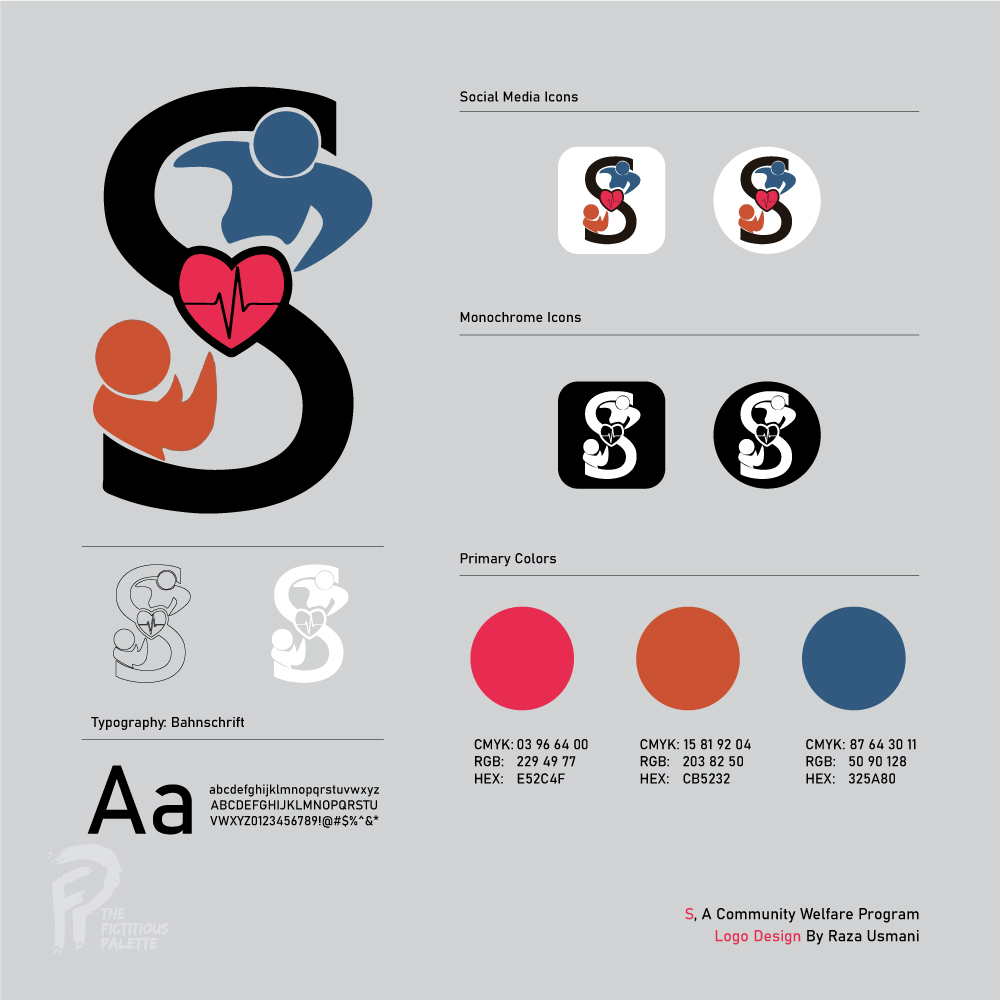 S
Social Media Icons
Monochrome Icons
Primary Colors
CMYK: 03 96 64 00
RGB: 229 49 77
HEX: E52C4F
CMYK: 15 81 92 04
RGB: 203 82 50
HEX: CB5232
CMYK: 87 64 30 11
RGB: 50 90 128
HEX: 325A80
Typography: Bahnschrift
Aa
abcdefghijklmnopqrstuvwxyz
ABCDEFGHIJKLMNOPQRSTU
VWXYZ0123456789!@#$%^&*
FP
THE
FICTITIOUS
PALETTE
S, A Community Welfare Program
Logo Design By Raza Usmani